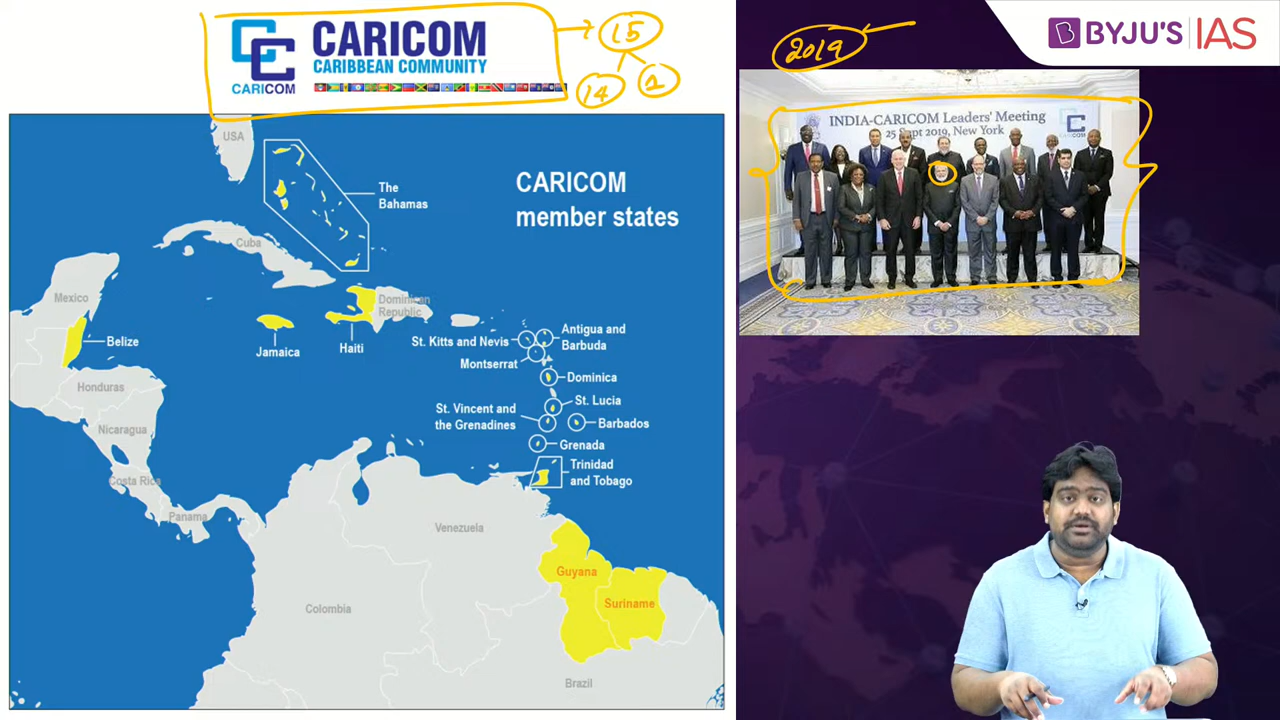 CARICOM
CARIBBEAN COMMUNITY
CARICOM
15
14
1
2019
BYJU'S IAS
INDIA-CARICOM Leaders' Meeting
25 Sept 2019, New York
CARICOM
USA
The
Bahamas
CARICOM
member states
Cuba
Mexico
Dominican
Republic
Belize
Jamaica
Haiti
St. Kitts and Nevis
Antigua and
Barbuda
Montserrat
Honduras
Dominica
St. Lucia
Nicaragua
St. Vincent and
the Grenadines
Barbados
Grenada
Costa Rica
Trinidad
and Tobago
Panama
Venezuela
Guyana
Suriname
Colombia
Brazil